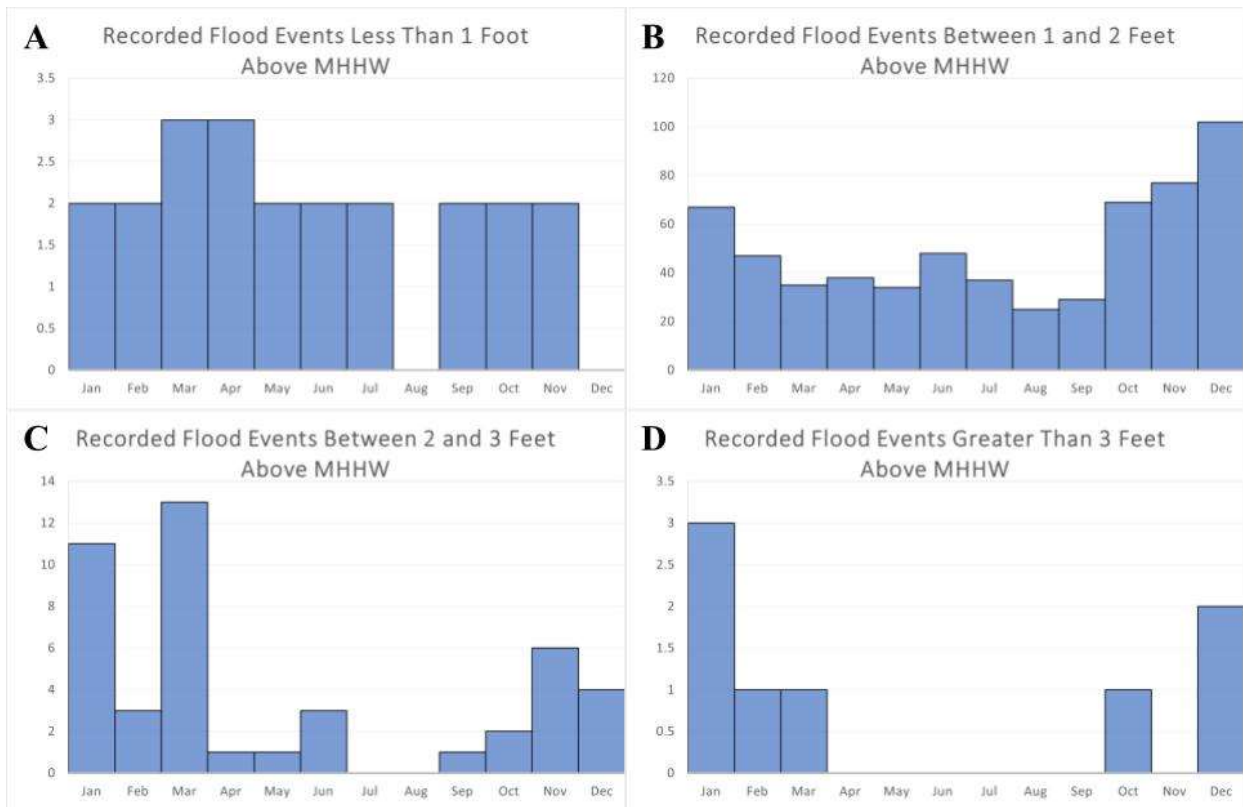 A
Recorded Flood Events Less Than 1 Foot
Above MHHW
3.5
3
2.5
2
1.5
1
0.5
0
Jan Feb Mar Apr May Jun Jul Aug Sep Oct Nov Dec
B
Recorded Flood Events Between 1 and 2 Feet
Above MHHW
120
100
80
60
40
20
0
Jan Feb Mar Apr May Jun Jul Aug Sep Oct Nov Dec
C
Recorded Flood Events Between 2 and 3 Feet
Above MHHW
14
12
10
8
6
4
2
0
Jan Feb Mar Apr May Jun Jul Aug Sep Oct Nov Dec
D
Recorded Flood Events Greater Than 3 Feet
Above MHHW
3.5
3
2.5
2
1.5
1
0.5
0
Jan Feb Mar Apr May Jun Jul Aug Sep Oct Nov Dec